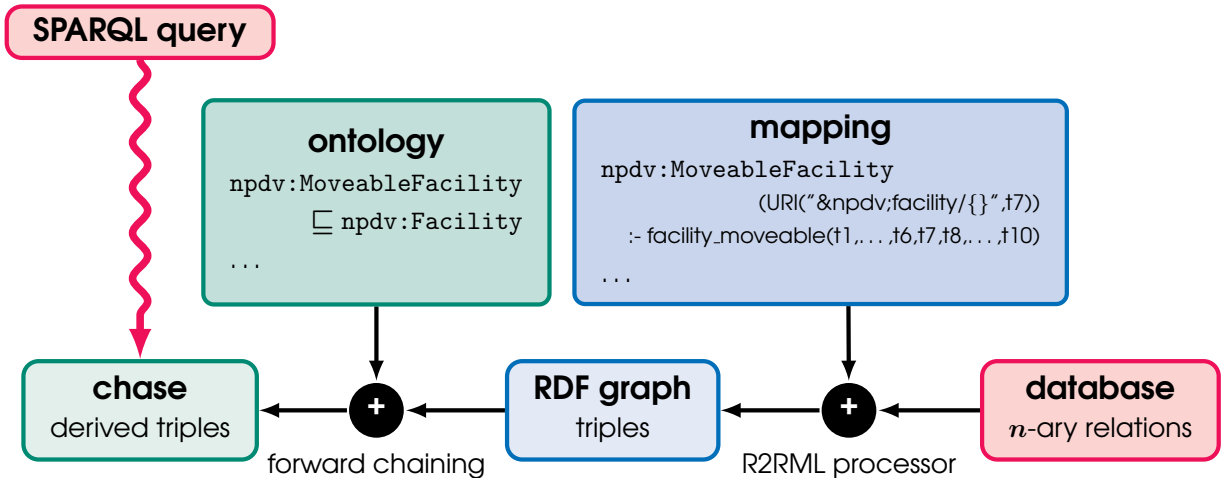 SPARQL query
ontology
npdv:MoveableFacility
⊑ npdv:Facility
...
mapping
npdv:MoveableFacility
(URI("&npdv;facility/{}",t7))
:- facility_moveable(t1,...,t6,t7,t8,...,t10)
...
chase
derived triples
+
forward chaining
RDF graph
triples
+
R2RML processor
database
n-ary relations